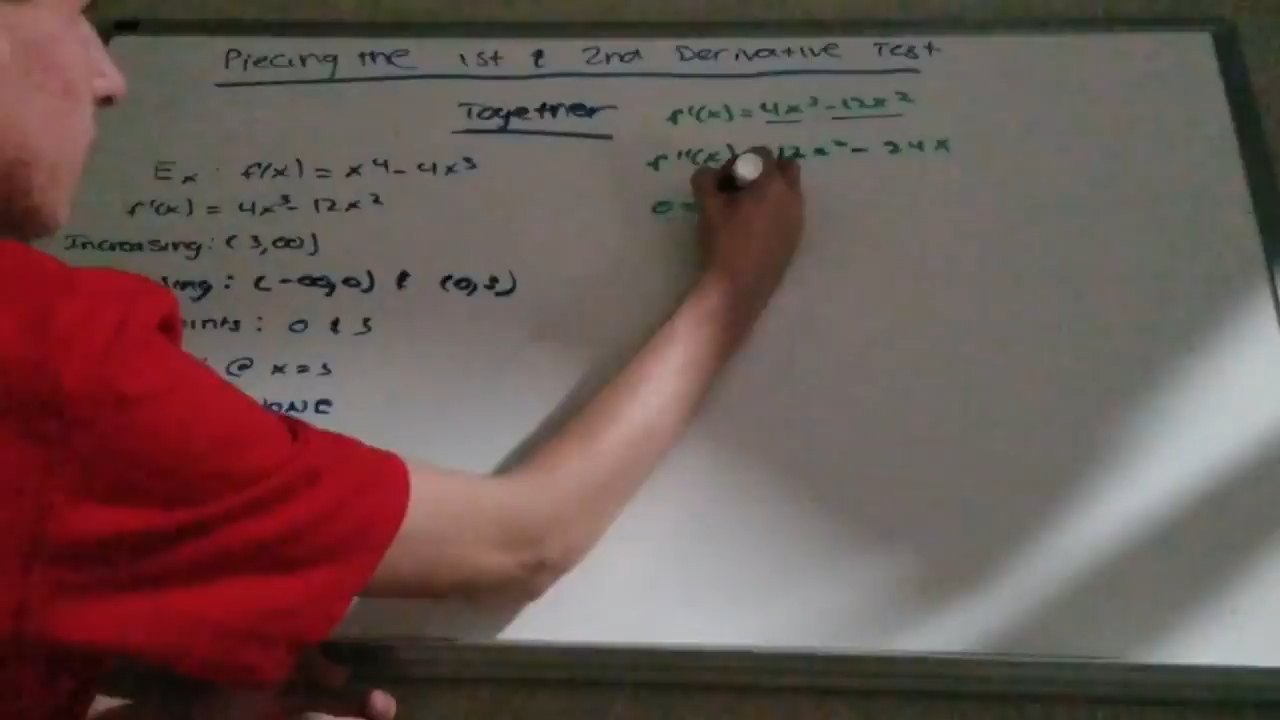 Piecing the 1st & 2nd Derivative Test
Together
Ex. f(x) = x⁴ - 4x³
f'(x) = 4x³ - 12x²
Increasing: (3,∞)
: (-∞,0) & (0,3)
: 0 & 3
@ x=3
f'(x) = 4x³ - 12x²
f''(x) 12x² - 24x
0 =